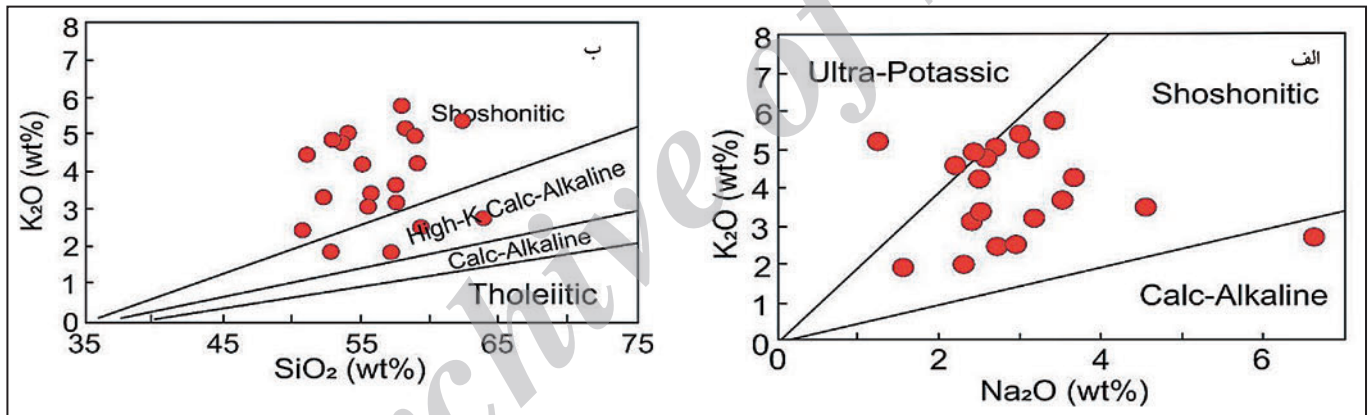 8
7
6
5
4
3
2
1
0
K₂O (wt%)
ب
Shoshonitic
High-K Calc-Alkaline
Calc-Alkaline
Tholeiitic
35
45
55
65
75
SiO₂ (wt%)
8
7
6
5
4
3
2
1
0
K₂O (wt%)
الف
Ultra-Potassic
Shoshonitic
Calc-Alkaline
0
2
4
6
Na₂O (wt%)
Archive of